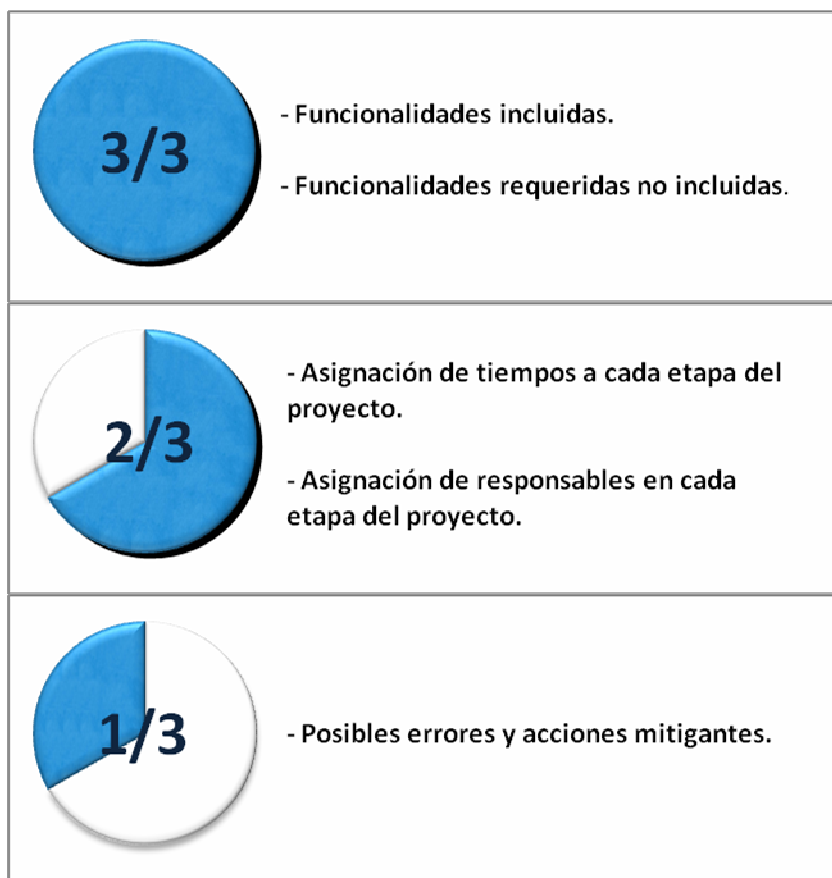 3/3
- Funcionalidades incluidas.
- Funcionalidades requeridas no incluidas.
2/3
- Asignación de tiempos a cada etapa del
proyecto.
- Asignación de responsables en cada
etapa del proyecto.
1/3
- Posibles errores y acciones mitigantes.